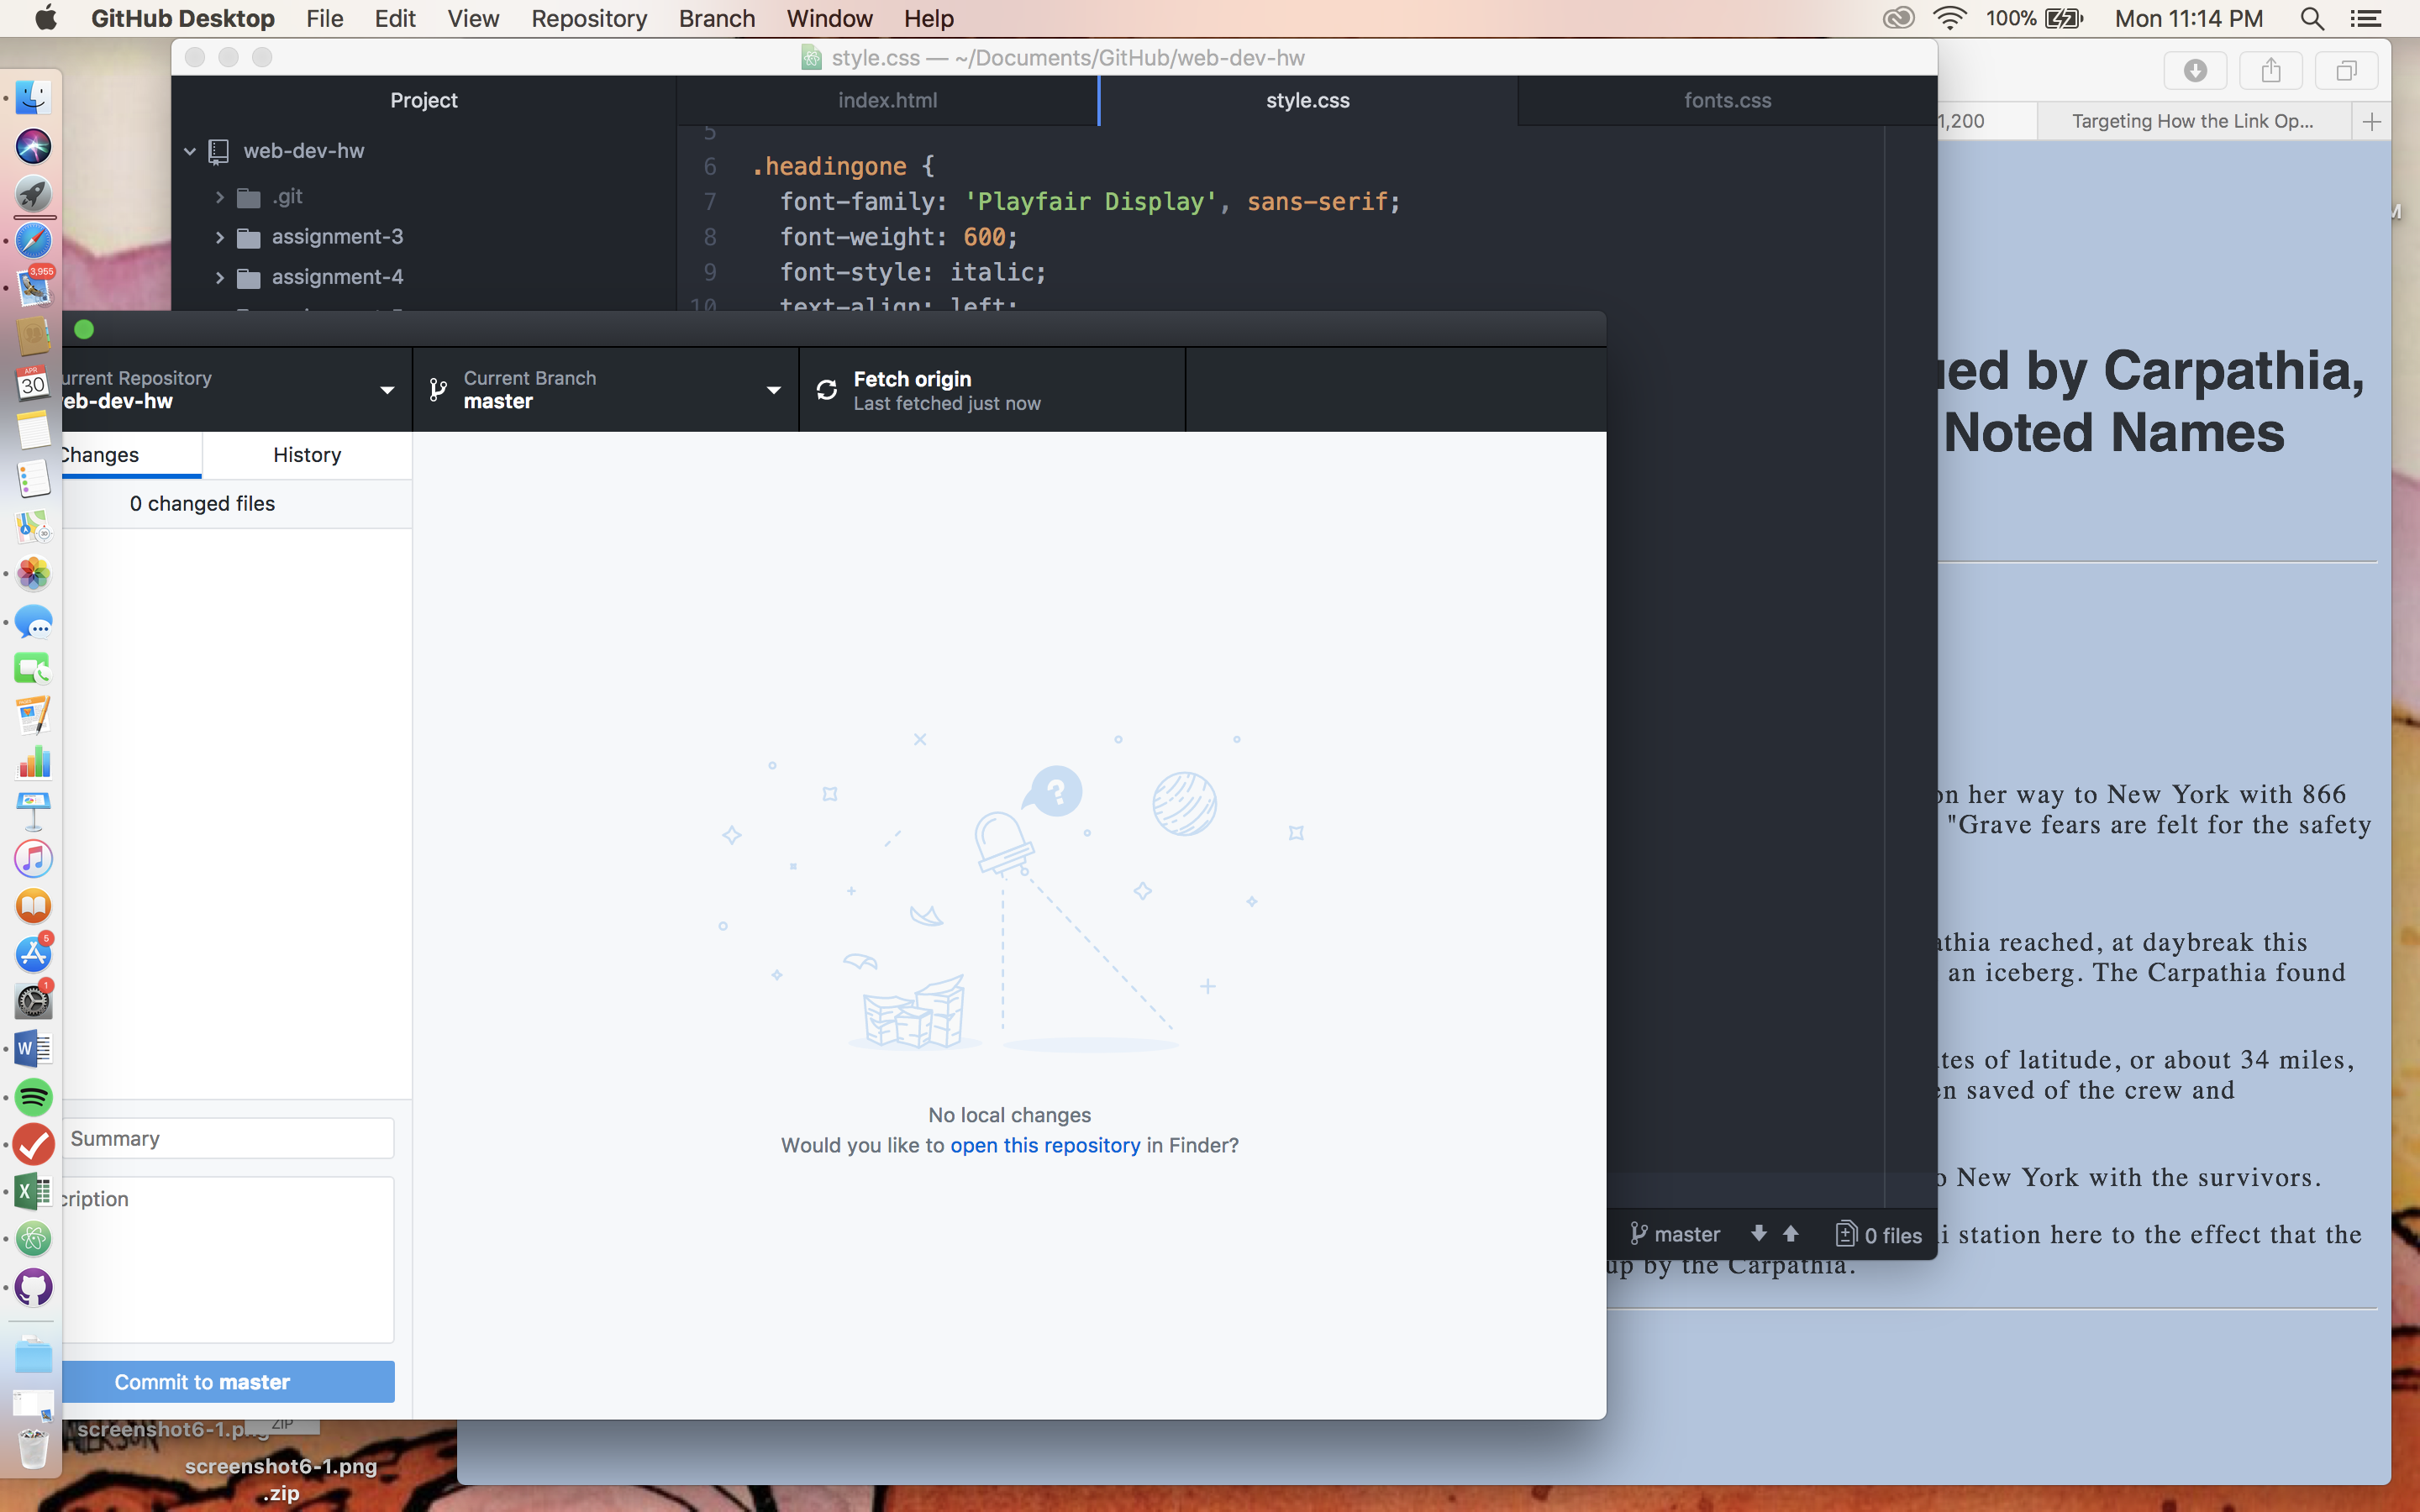 GitHub Desktop File Edit View Repository Branch Window Help 100% Mon 11:14 PM
style.css — ~/Documents/GitHub/web-dev-hw
Project
index.html
style.css
fonts.css
1,200
Targeting How the Link Op...
web-dev-hw
.git
assignment-3
assignment-4
5
6 .headingone {
7 font-family: 'Playfair Display', sans-serif;
8 font-weight: 600;
9 font-style: italic;
10 text-align: left;
urrent Repository
eb-dev-hw
Current Branch
master
Fetch origin
Last fetched just now
Changes
History
0 changed files
No local changes
Would you like to open this repository in Finder?
Summary
cription
Commit to master
master
0 files
ued by Carpathia,
Noted Names
on her way to New York with 866
"Grave fears are felt for the safety
athia reached, at daybreak this
an iceberg. The Carpathia found
tes of latitude, or about 34 miles,
en saved of the crew and
o New York with the survivors.
i station here to the effect that the
up by the Carpathia.
3,955
APR
30
5
1
W
X
ZIP
screenshot6-1.p
screenshot6-1.png
.zip